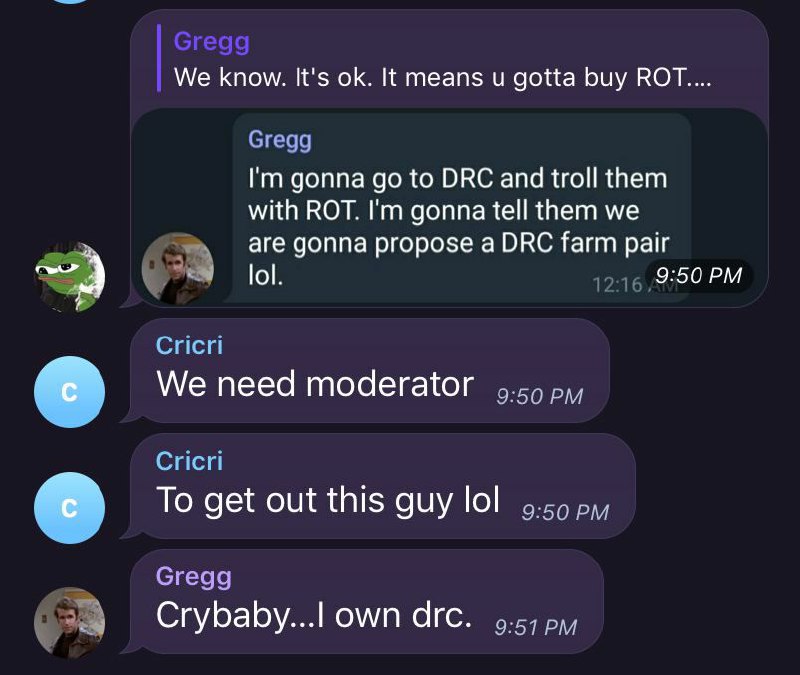 Gregg
We know. It's ok. It means u gotta buy ROT....
Gregg
I'm gonna go to DRC and troll them
with ROT. I'm gonna tell them we
are gonna propose a DRC farm pair
lol.
12:16 AM
9:50 PM
Cricri
C
We need moderator
9:50 PM
Cricri
C
To get out this guy lol
9:50 PM
Gregg
Crybaby...I own drc.
9:51 PM